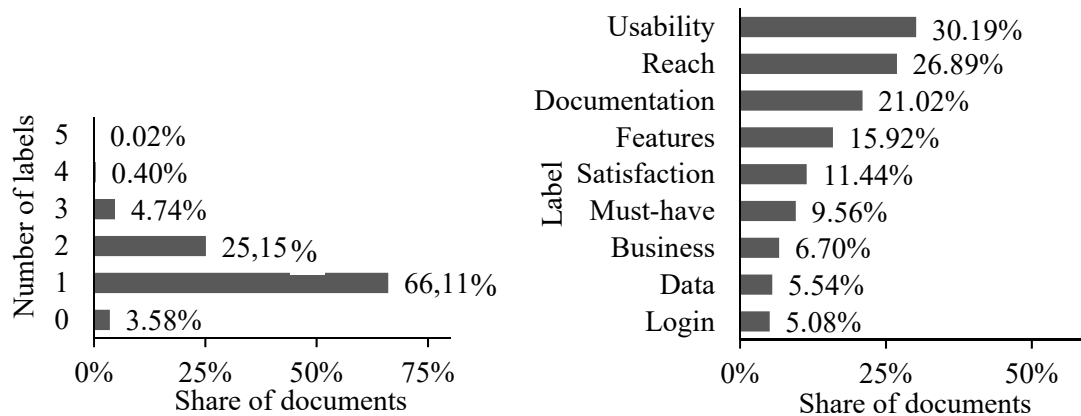 Number of labels
5 0.02%
4 0.40%
3 4.74%
2 25,15%
1 66,11%
0 3.58%
0% 25% 50% 75%
Share of documents
Label
Usability 30.19%
Reach 26.89%
Documentation 21.02%
Features 15.92%
Satisfaction 11.44%
Must-have 9.56%
Business 6.70%
Data 5.54%
Login 5.08%
0% 25% 50%
Share of documents